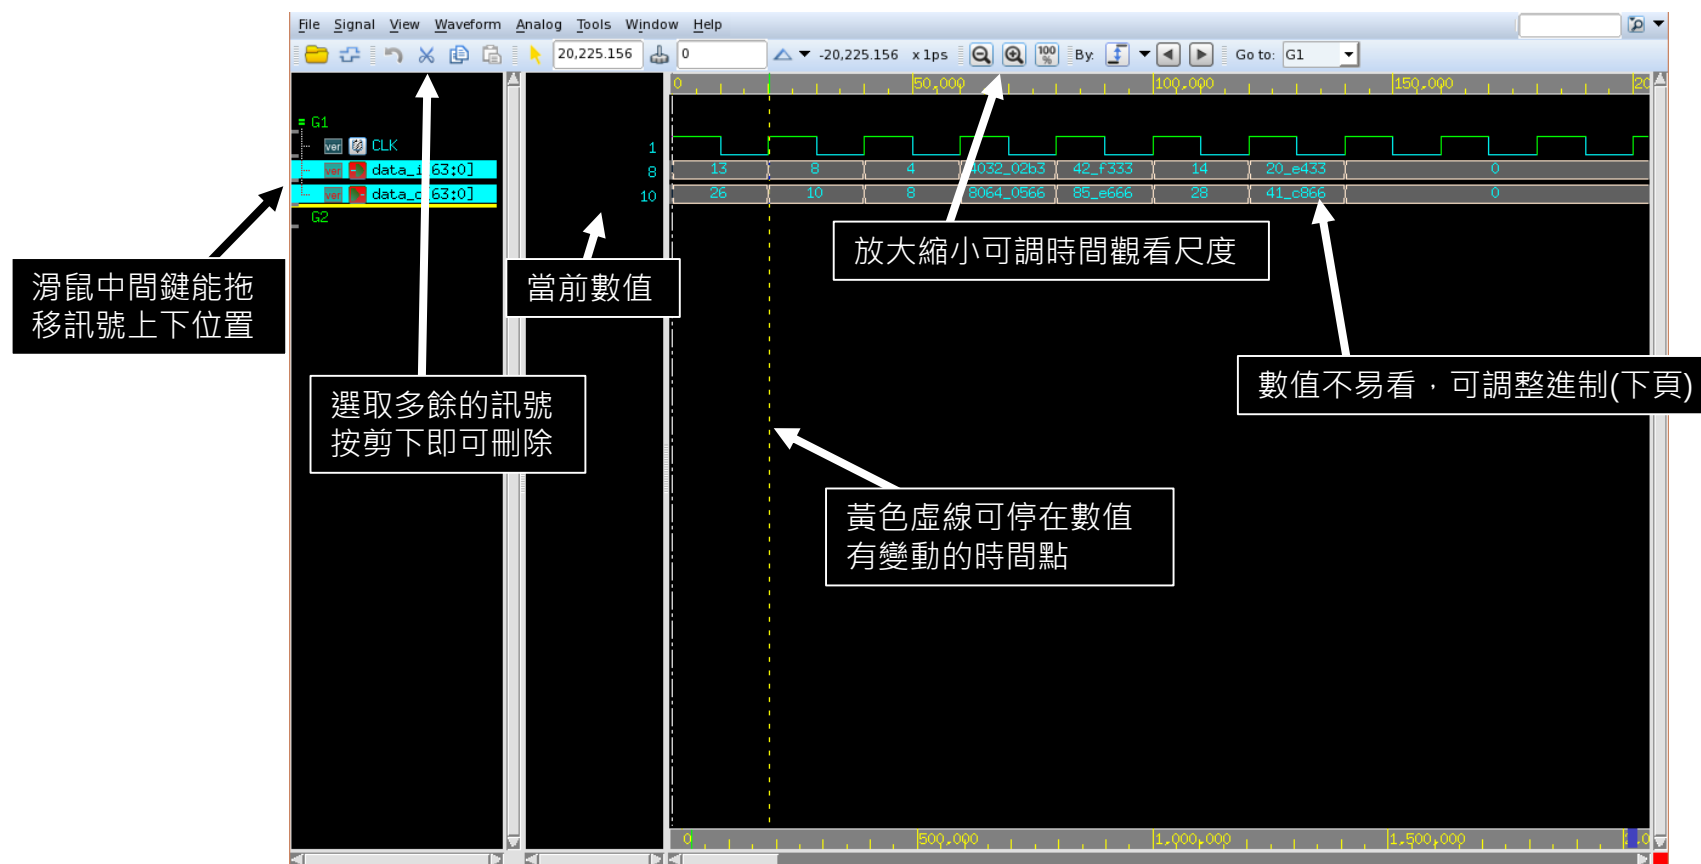 File Signal View Waveform Analog Tools Window Help
20,225.156 0 -20,225.156 x 1ps 100 % By: Go to: G1
0 50,000 100,000 150,000 20
G1
ver CLK 1
ver data_i[63:0] 8 13 8 4 4032_02b3 42_f333 14 20_e433 0
ver data_o[63:0] 10 26 10 8 8064_0566 85_e666 28 41_c866 0
G2
放大縮小可調時間觀看尺度
滑鼠中間鍵能拖
移訊號上下位置
當前數值
數值不易看，可調整進制(下頁)
選取多餘的訊號
按剪下即可刪除
黃色虛線可停在數值
有變動的時間點
0 500,000 1,000,000 1,500,000